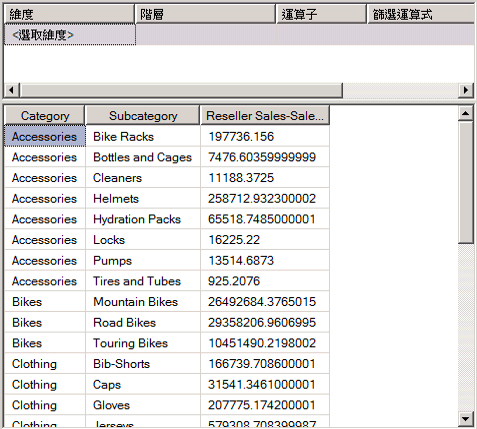 維度 階層 運算子 篩選運算式
<選取維度>
Category Subcategory Reseller Sales-Sale...
Accessories Bike Racks 197736.156
Accessories Bottles and Cages 7476.60359999999
Accessories Cleaners 11188.3725
Accessories Helmets 258712.932300002
Accessories Hydration Packs 65518.7485000001
Accessories Locks 16225.22
Accessories Pumps 13514.6873
Accessories Tires and Tubes 925.2076
Bikes Mountain Bikes 26492684.3765015
Bikes Road Bikes 29358206.9606995
Bikes Touring Bikes 10451490.2198002
Clothing Bib-Shorts 166739.708600001
Clothing Caps 31541.3461000001
Clothing Gloves 207775.174200001
Clothing Jerseys 579308.708399987